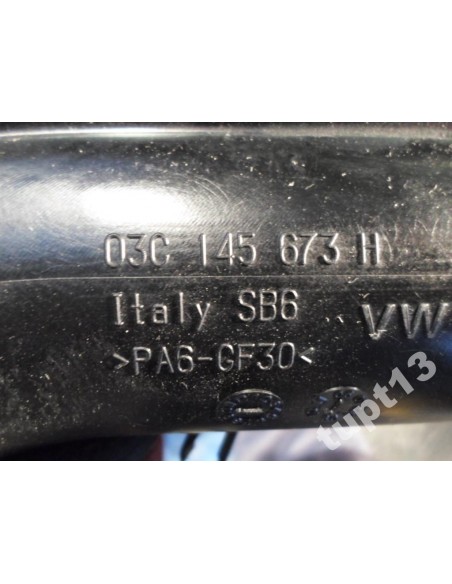 03C 145 673 H
Italy SB6 VW
>PA6-GF30<
tupt13